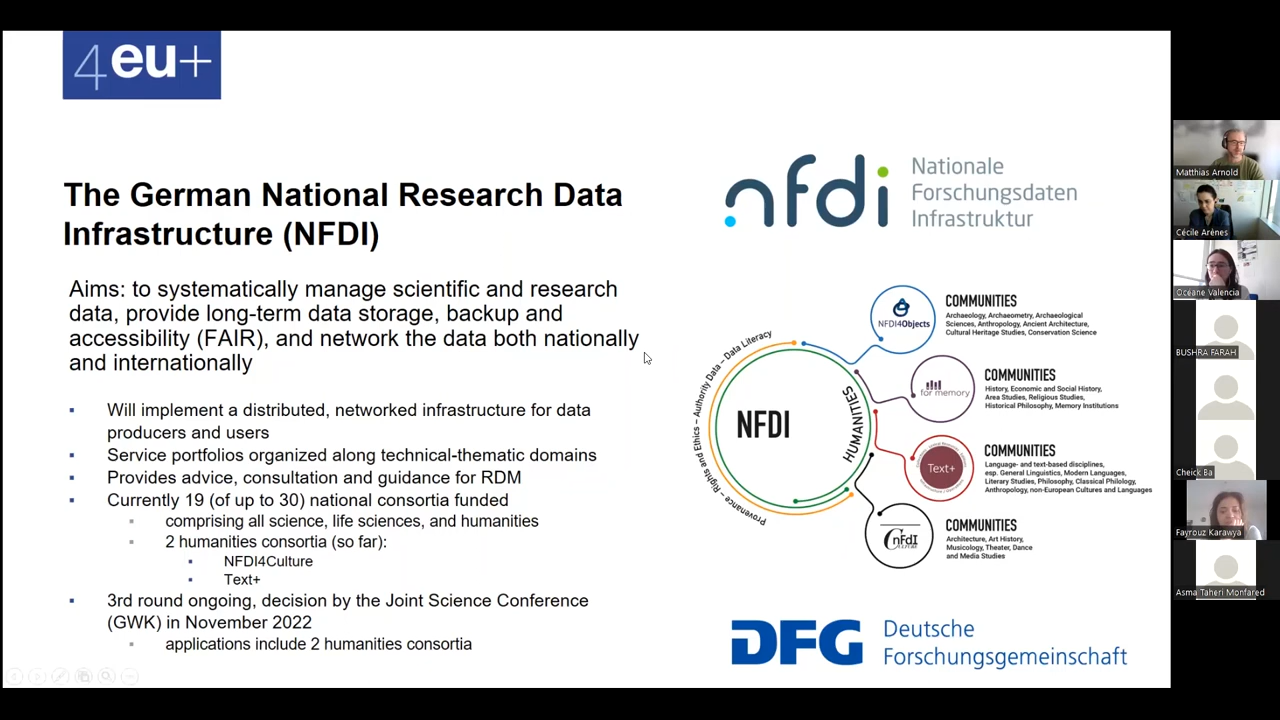 4eu+
The German National Research Data
Infrastructure (NFDI)
Aims: to systematically manage scientific and research
data, provide long-term data storage, backup and
accessibility (FAIR), and network the data both nationally
and internationally
Will implement a distributed, networked infrastructure for data
producers and users
Service portfolios organized along technical-thematic domains
Provides advice, consultation and guidance for RDM
Currently 19 (of up to 30) national consortia funded
comprising all science, life sciences, and humanities
2 humanities consortia (so far):
NFDI4Culture
Text+
3rd round ongoing, decision by the Joint Science Conference
(GWK) in November 2022
applications include 2 humanities consortia
nfdi
Nationale
Forschungsdaten
Infrastruktur
Provenance – Rights and Ethics – Authority Data – Data Literacy
NFDI
HUMANITIES
NFDI4Objects
COMMUNITIES
Archaeology, Archaeometry, Archaeological
Sciences, Anthropology, Ancient Architecture,
Cultural Heritage Studies, Conservation Science
for memory
COMMUNITIES
History, Economic and Social History,
Area Studies, Religious Studies,
Historical Philosophy, Memory Institutions
Text+
COMMUNITIES
Language- and text-based disciplines,
esp. General Linguistics, Modern Languages,
Literary Studies, Philosophy, Classical Philology,
Anthropology, non-European Cultures and Languages
nfdi
CULTURE
COMMUNITIES
Architecture, Art History,
Musicology, Theater, Dance
and Media Studies
DFG
Deutsche
Forschungsgemeinschaft
Matthias Arnold
Cécile Arènes
Océane Valencia
BUSHRA FARAH
Cheick Ba
Fayrouz Karawya
Asma Taheri Monfared